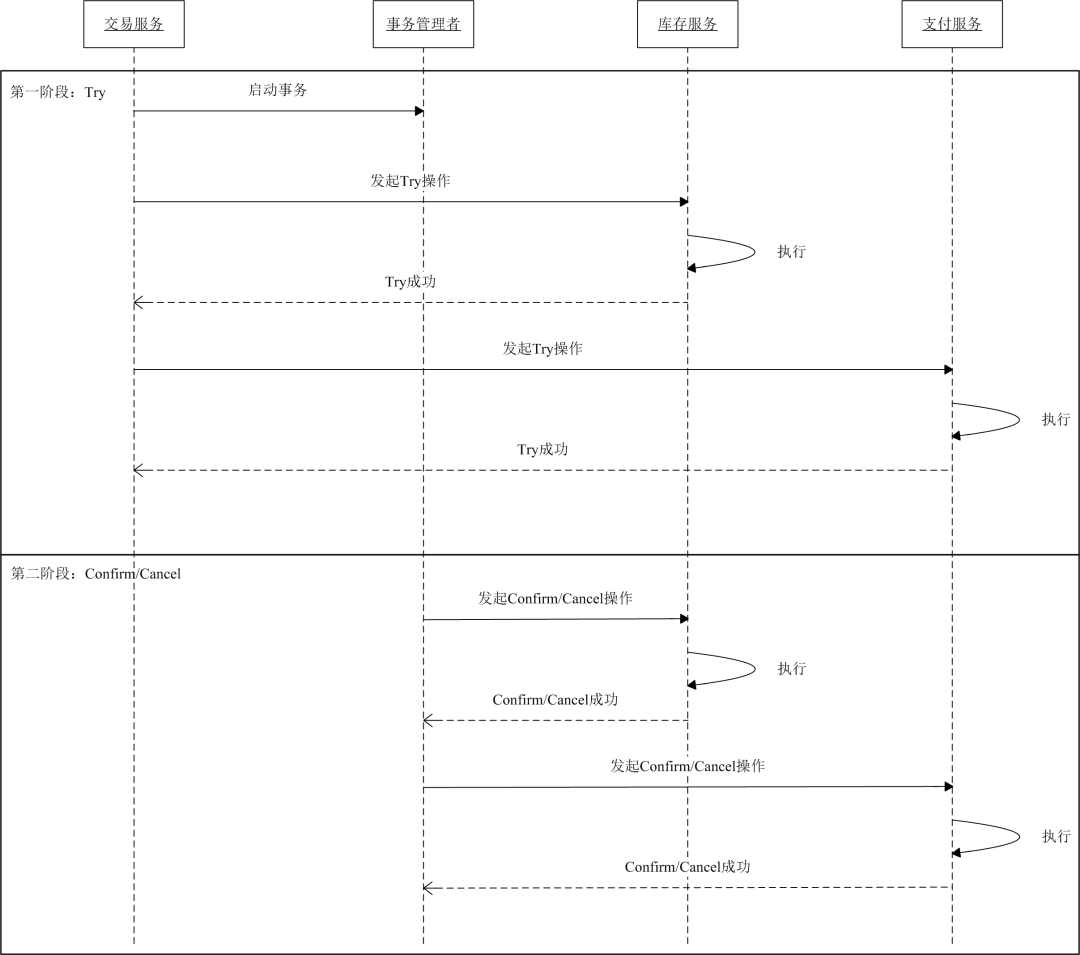 交易服务
事务管理者
库存服务
支付服务
第一阶段：Try
启动事务
发起Try操作
执行
Try成功
发起Try操作
执行
Try成功
第二阶段：Confirm/Cancel
发起Confirm/Cancel操作
执行
Confirm/Cancel成功
发起Confirm/Cancel操作
执行
Confirm/Cancel成功